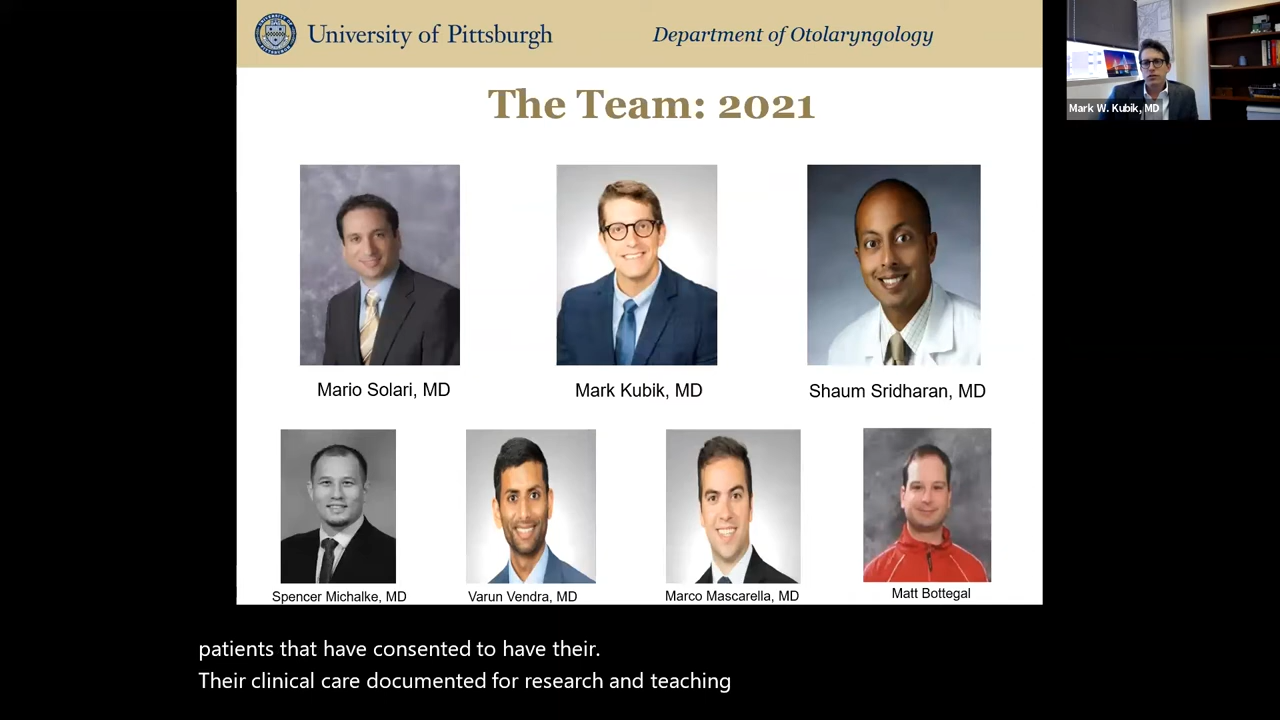 University of Pittsburgh
Department of Otolaryngology
Mark W. Kubik, MD
The Team: 2021
Mario Solari, MD
Mark Kubik, MD
Shaum Sridharan, MD
Spencer Michalke, MD
Varun Vendra, MD
Marco Mascarella, MD
Matt Bottegal
patients that have consented to have their.
Their clinical care documented for research and teaching